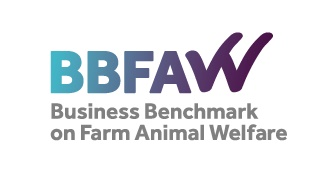 BBFAW
Business Benchmark
on Farm Animal Welfare